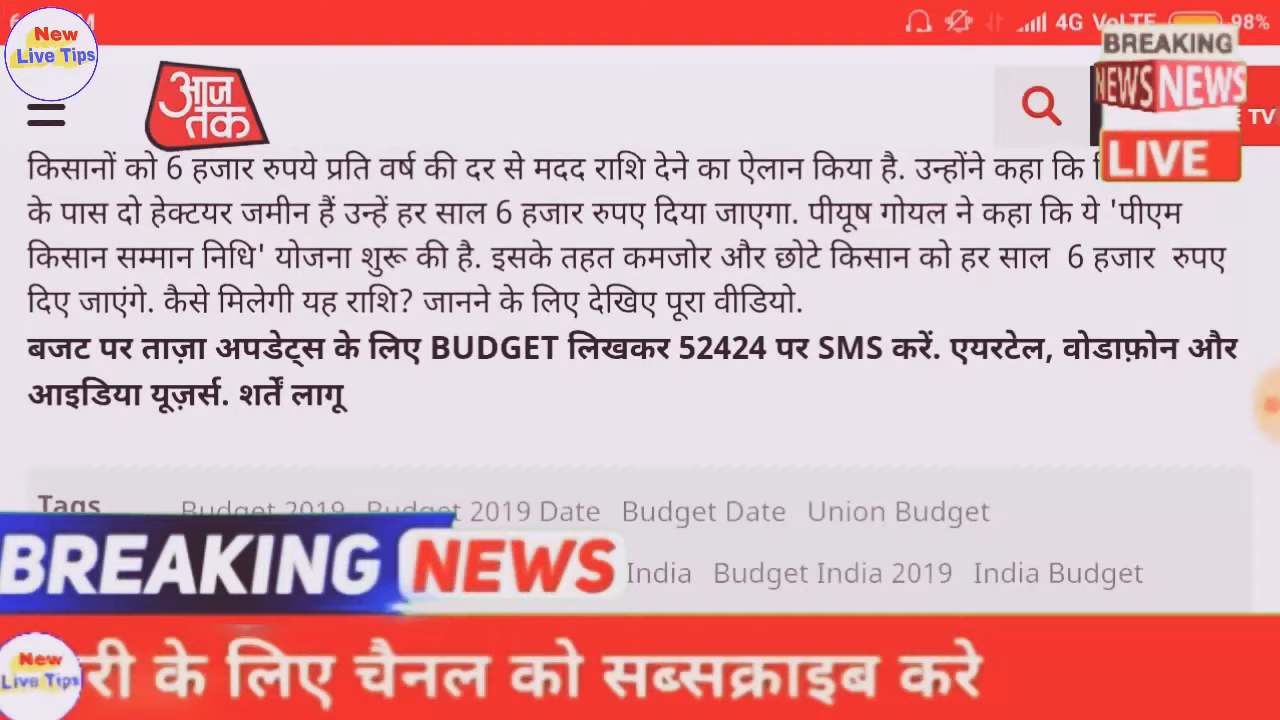 New
Live Tips
4G VoLTE 98%
BREAKING
NEWS NEWS
LIVE
TV
आज
तक
किसानों को 6 हजार रुपये प्रति वर्ष की दर से मदद राशि देने का ऐलान किया है. उन्होंने कहा कि
के पास दो हेक्टयर जमीन हैं उन्हें हर साल 6 हजार रुपए दिया जाएगा. पीयूष गोयल ने कहा कि ये 'पीएम
किसान सम्मान निधि' योजना शुरू की है. इसके तहत कमजोर और छोटे किसान को हर साल 6 हजार रुपए
दिए जाएंगे. कैसे मिलेगी यह राशि? जानने के लिए देखिए पूरा वीडियो.
बजट पर ताज़ा अपडेट्स के लिए BUDGET लिखकर 52424 पर SMS करें. एयरटेल, वोडाफ़ोन और
आइडिया यूज़र्स. शर्तें लागू
Tags Budget 2019 Budget 2019 Date Budget Date Union Budget
India Budget India 2019 India Budget
BREAKING NEWS
री के लिए चैनल को सब्सक्राइब करे
New
Live Tips